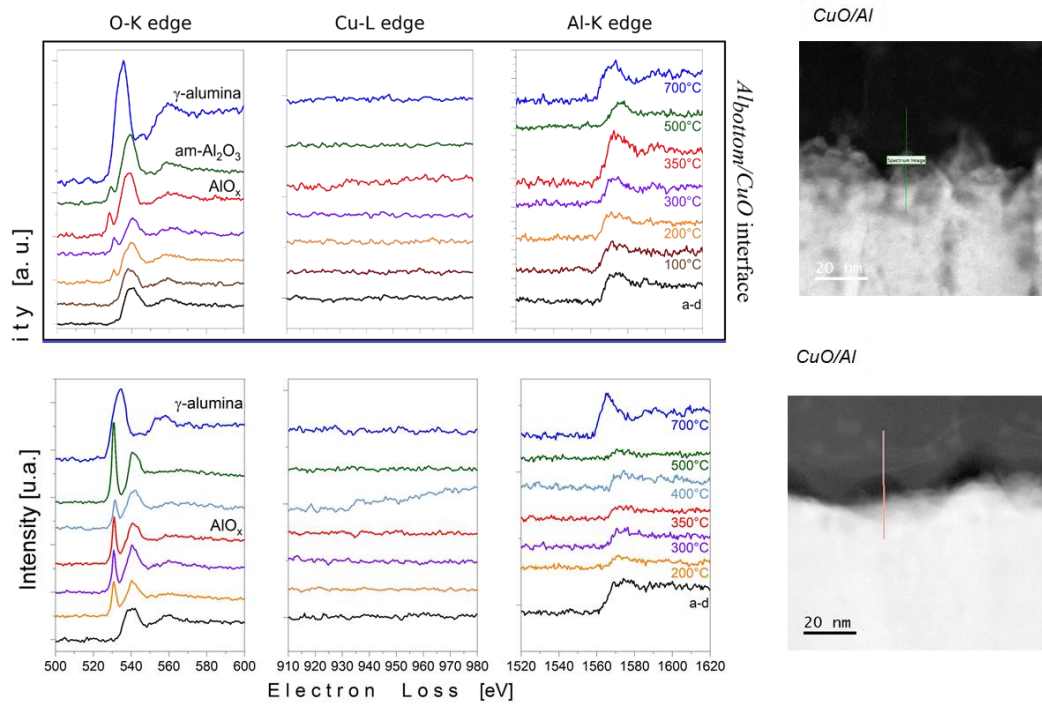 O-K edge
Cu-L edge
Al-K edge
CuO/Al
γ-alumina
am-Al2O3
AlOx
700°C
500°C
350°C
300°C
200°C
100°C
a-d
Albottom/CuO interface
ity [a. u.]
Spectrum Image
20 nm
CuO/Al
γ-alumina
AlOx
700°C
500°C
400°C
350°C
300°C
200°C
a-d
Intensity [u.a.]
20 nm
500 520 540 560 580 600
910 920 930 940 950 960 970 980
1520 1540 1560 1580 1600 1620
Electron Loss [eV]